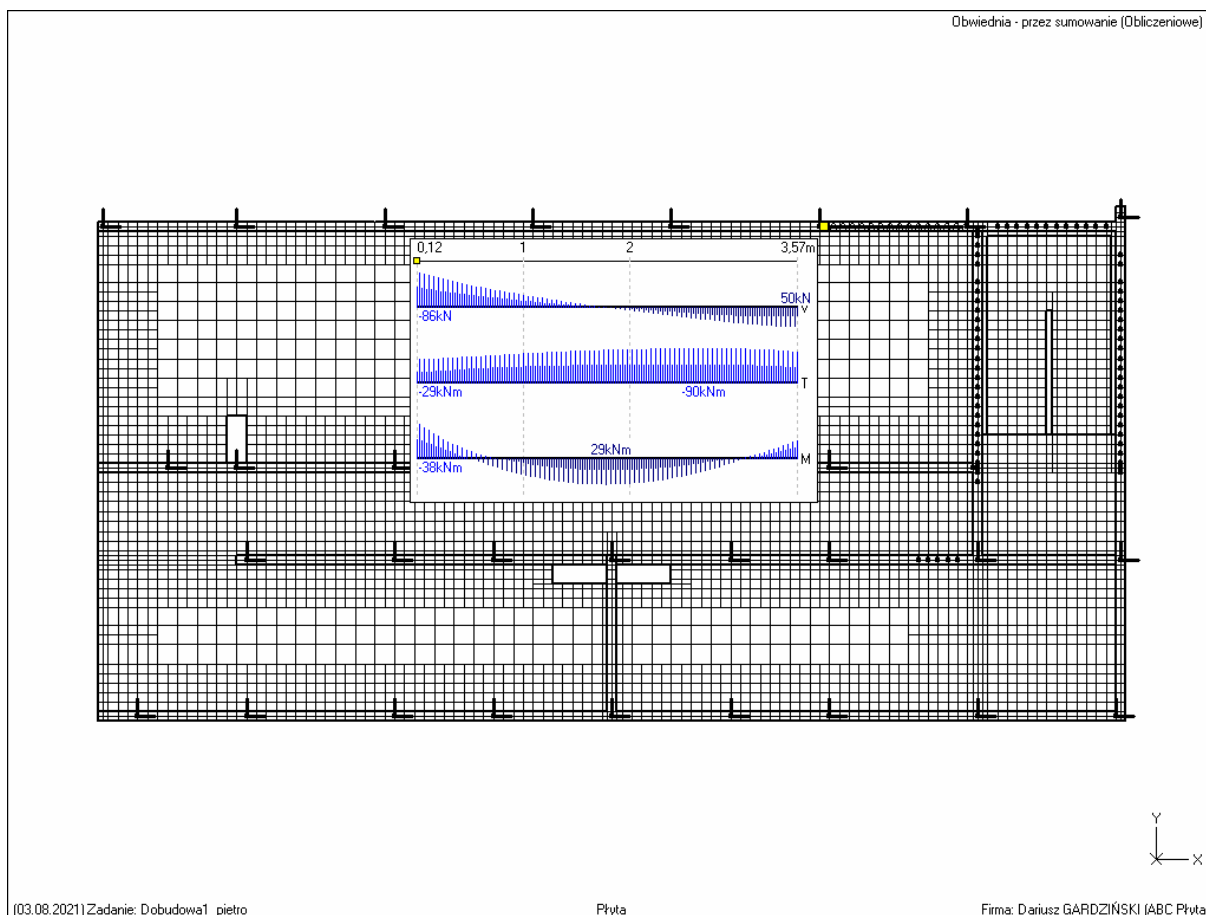 Obwiednia - przez sumowanie (Obliczeniowe)
0,12 1 2 3,57m
50kN
V
-86kN
T
-29kNm -90kNm
29kNm
M
-38kNm
Y
X
(03.08.2021) Zadanie: Dobudowa1_pietro Płyta Firma: Dariusz GARDZIŃSKI (ABC Płyta